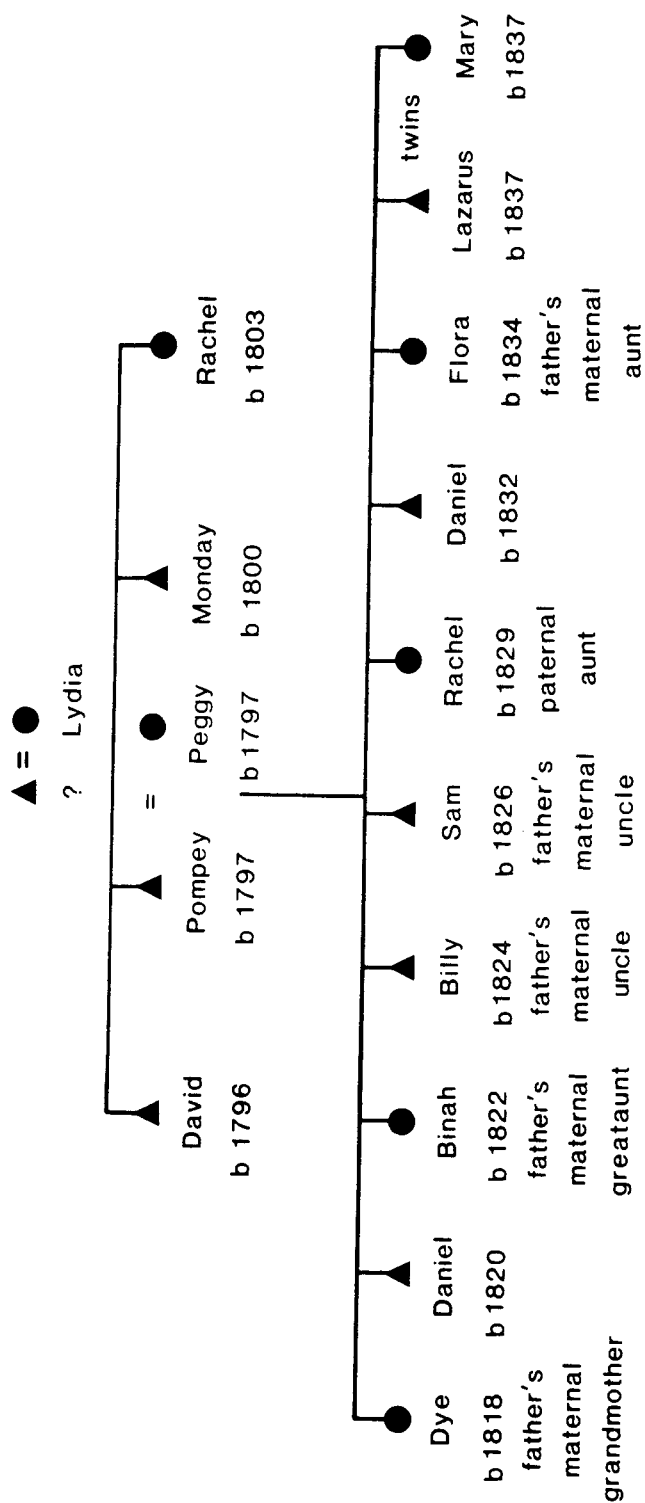 =
? Lydia
David
b 1796
Pompey
b 1797
=
Peggy
b 1797
Monday
b 1800
Rachel
b 1803
Dye
b 1818
father's
maternal
grandmother
Daniel
b 1820
Binah
b 1822
father's
maternal
greataunt
Billy
b 1824
father's
maternal
uncle
Sam
b 1826
father's
maternal
uncle
Rachel
b 1829
paternal
aunt
Daniel
b 1832
Flora
b 1834
father's
maternal
aunt
Lazarus
b 1837
twins
Mary
b 1837